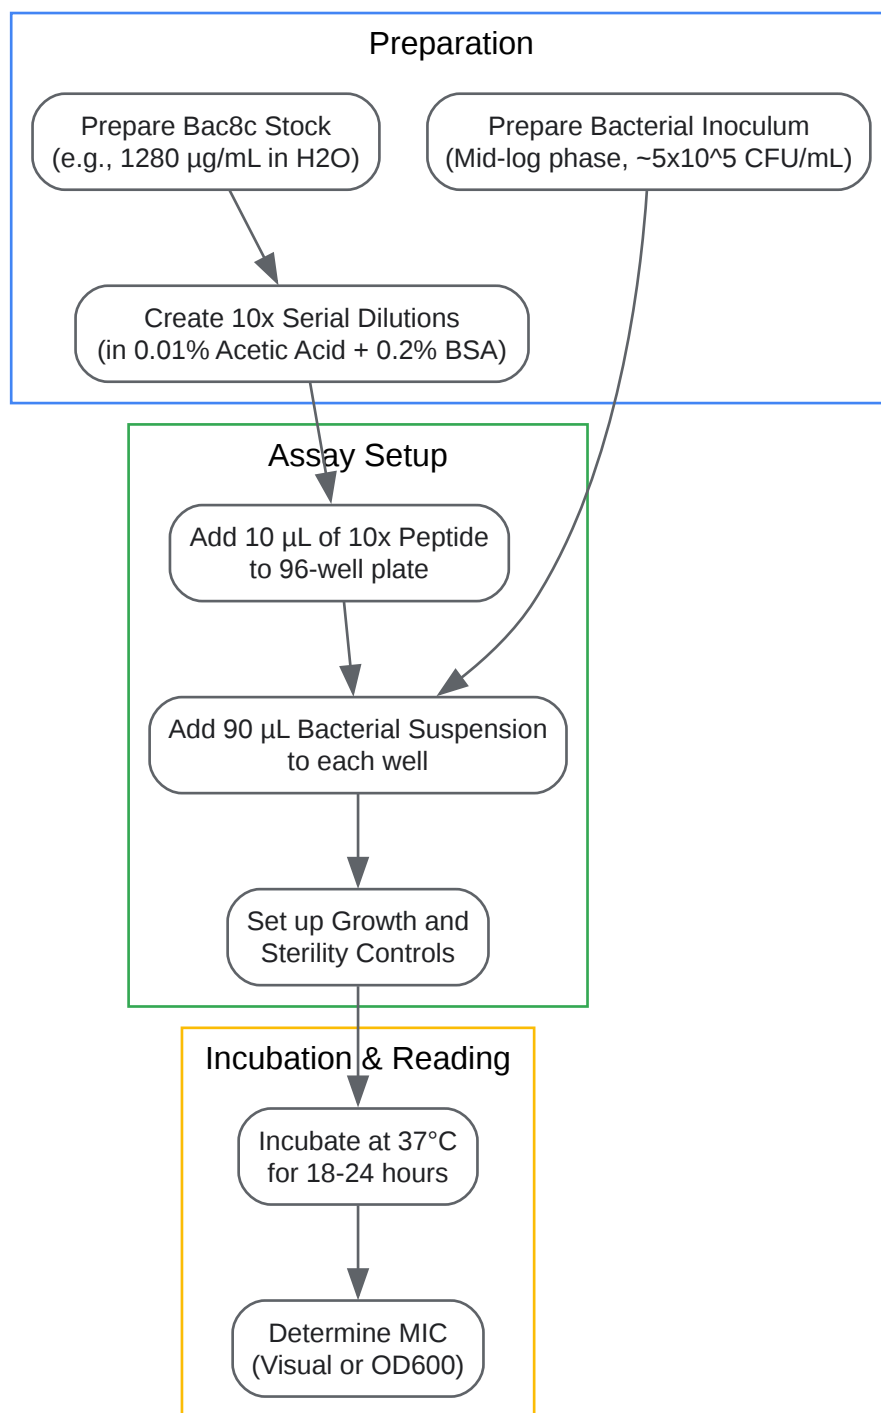 Preparation
Prepare Bac8c Stock
(e.g., 1280 µg/mL in H2O)
Prepare Bacterial Inoculum
(Mid-log phase, ~5x10^5 CFU/mL)
Create 10x Serial Dilutions
(in 0.01% Acetic Acid + 0.2% BSA)
Assay Setup
Add 10 µL of 10x Peptide
to 96-well plate
Add 90 µL Bacterial Suspension
to each well
Set up Growth and
Sterility Controls
Incubation & Reading
Incubate at 37°C
for 18-24 hours
Determine MIC
(Visual or OD600)